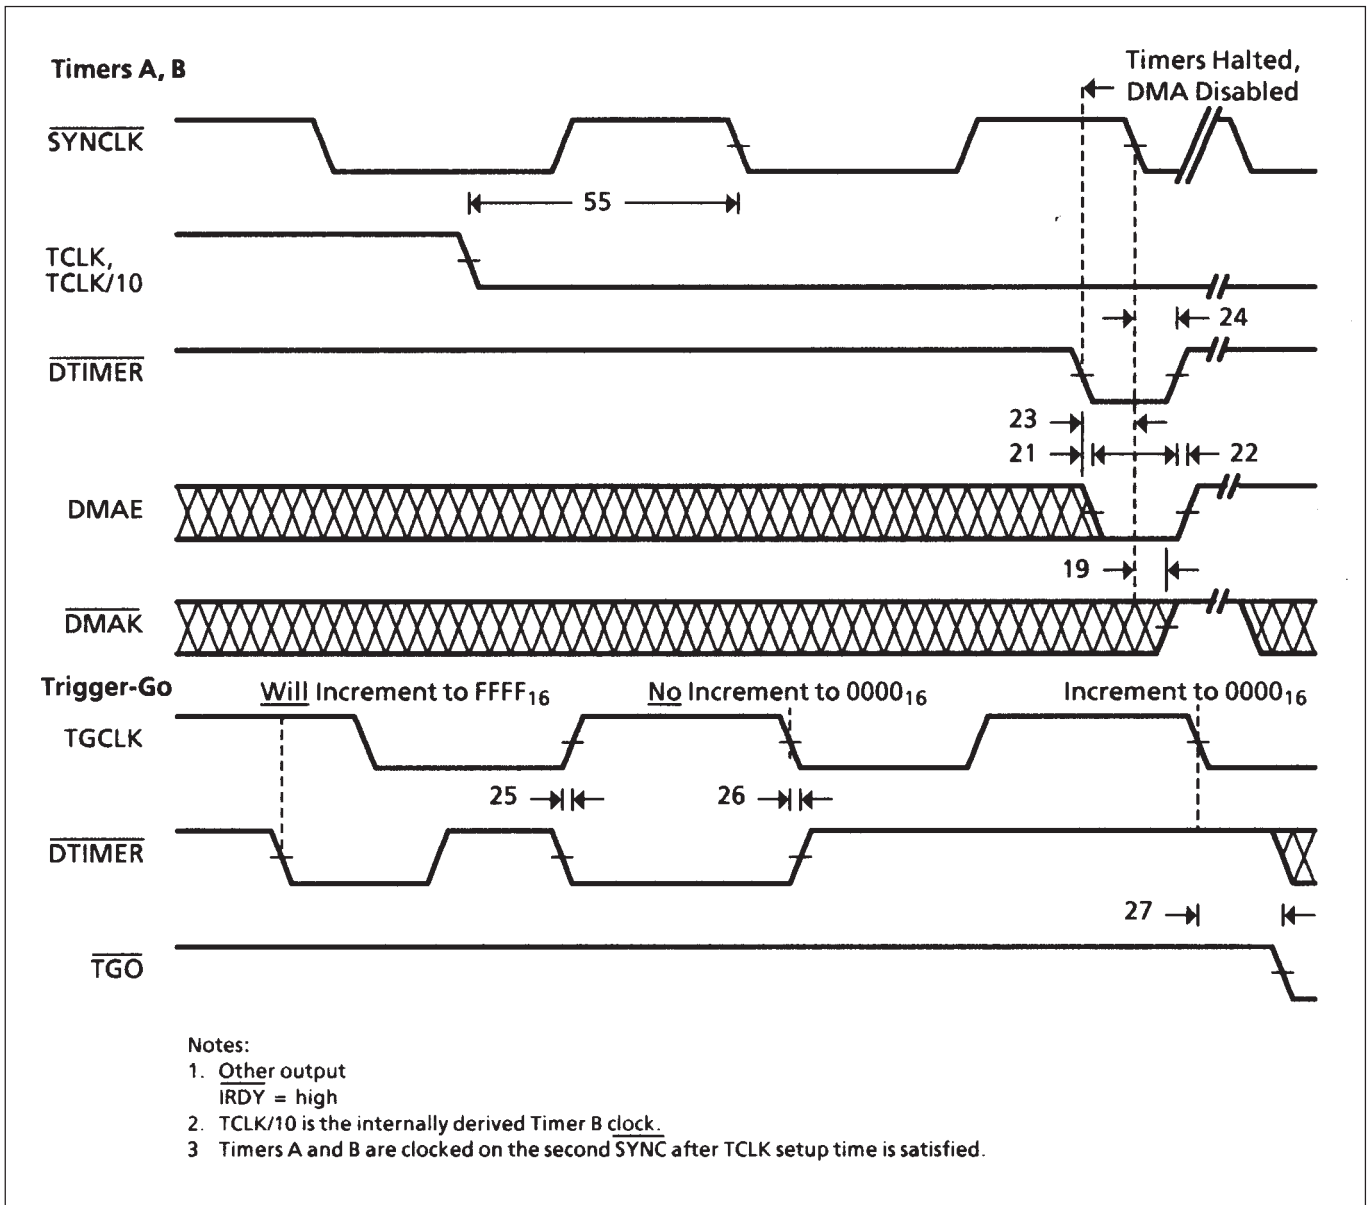 Timers A, B
Timers Halted,
DMA Disabled
SYNCLK
55
TCLK,
TCLK/10
24
DTIMER
23
21
22
DMAE
19
DMAK
Trigger-Go
Will Increment to FFFF16
No Increment to 000016
Increment to 000016
TGCLK
25
26
DTIMER
27
TGO
Notes:
1. Other output
IRDY = high
2. TCLK/10 is the internally derived Timer B clock.
3 Timers A and B are clocked on the second SYNC after TCLK setup time is satisfied.